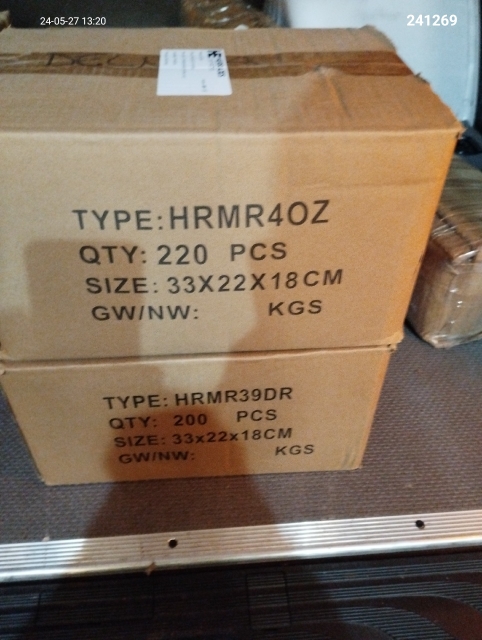 24-05-27 13:20
241269
TYPE:HRMR4OZ
QTY: 220 PCS
SIZE: 33X22X18CM
GW/NW: KGS
TYPE: HRMR39DR
QTY: 200 PCS
SIZE: 33x22x18CM
GW/NW: KGS